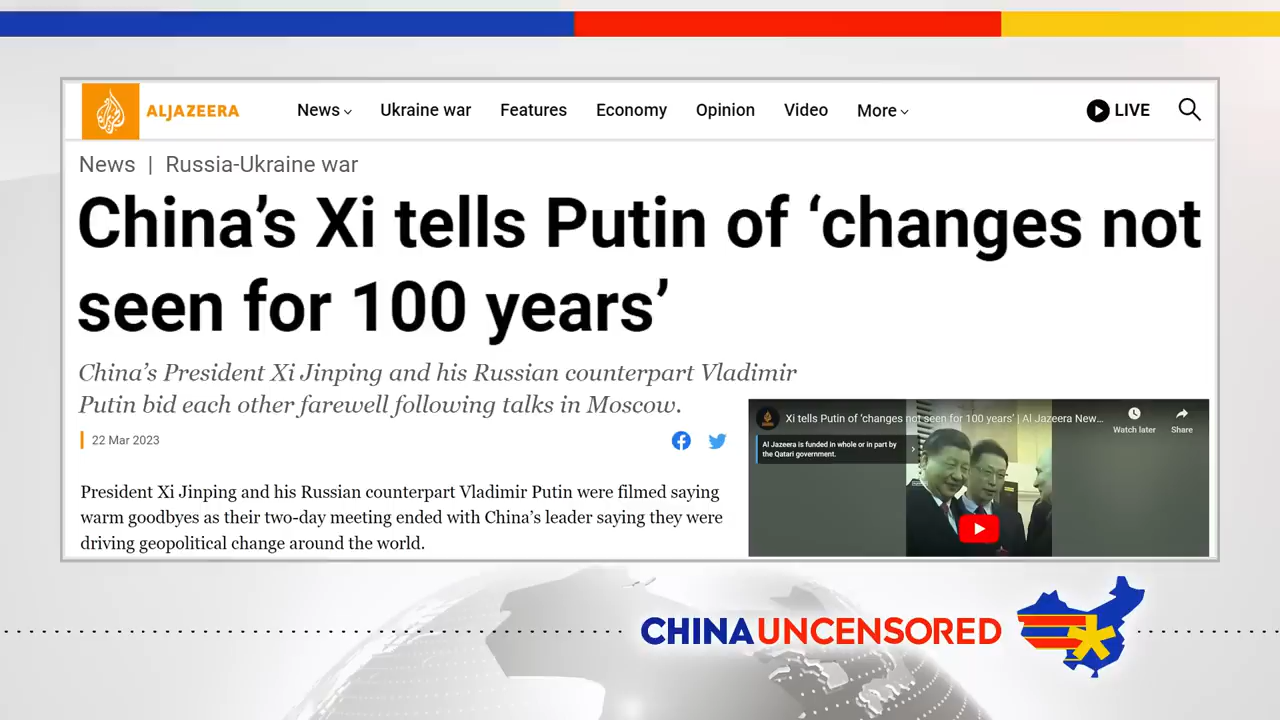 ALJAZEERA
News Ukraine war Features Economy Opinion Video More LIVE
News | Russia-Ukraine war
China’s Xi tells Putin of ‘changes not
seen for 100 years’
China’s President Xi Jinping and his Russian counterpart Vladimir
Putin bid each other farewell following talks in Moscow.
22 Mar 2023
President Xi Jinping and his Russian counterpart Vladimir Putin were filmed saying
warm goodbyes as their two-day meeting ended with China’s leader saying they were
driving geopolitical change around the world.
Xi tells Putin of ‘changes not seen for 100 years’ | Al Jazeera New...
Watch later Share
Al Jazeera is funded in whole or in part by
the Qatari government.
CHINA UNCENSORED